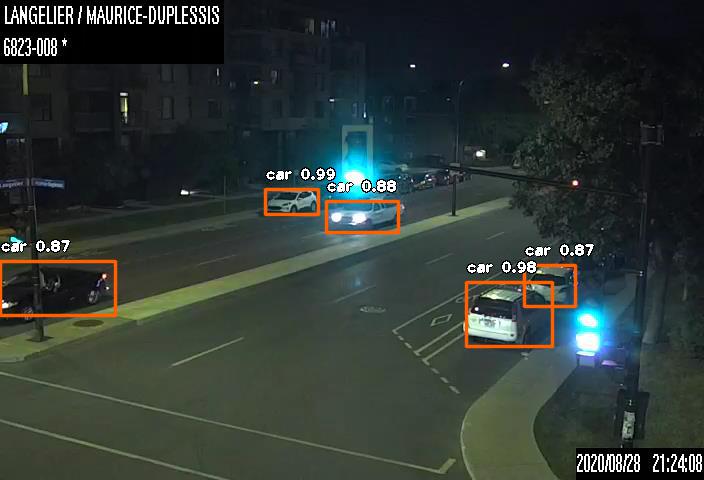 LANGELIER / MAURICE-DUPLESSIS
6823-008 *
car 0.99
car 0.88
car 0.87
car 0.87
car 0.98
Langelier
2020/08/28 21:24:08